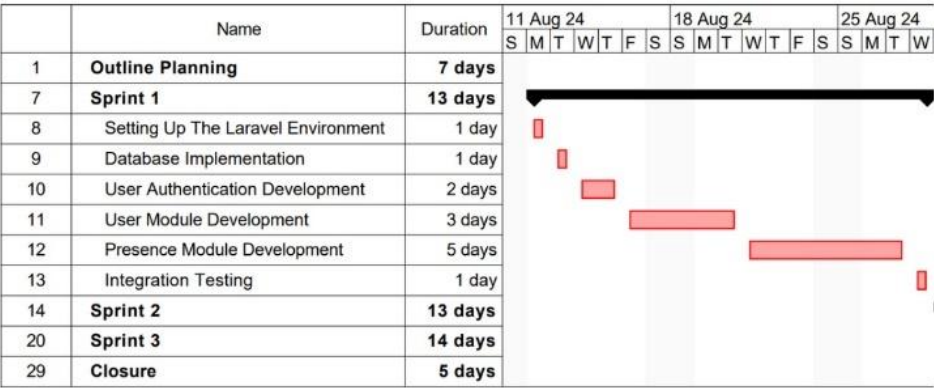 Name Duration 11 Aug 24 18 Aug 24 25 Aug 24
S M T W T F S S M T W T F S S M T W
1 Outline Planning 7 days
7 Sprint 1 13 days
8 Setting Up The Laravel Environment 1 day
9 Database Implementation 1 day
10 User Authentication Development 2 days
11 User Module Development 3 days
12 Presence Module Development 5 days
13 Integration Testing 1 day
14 Sprint 2 13 days
20 Sprint 3 14 days
29 Closure 5 days